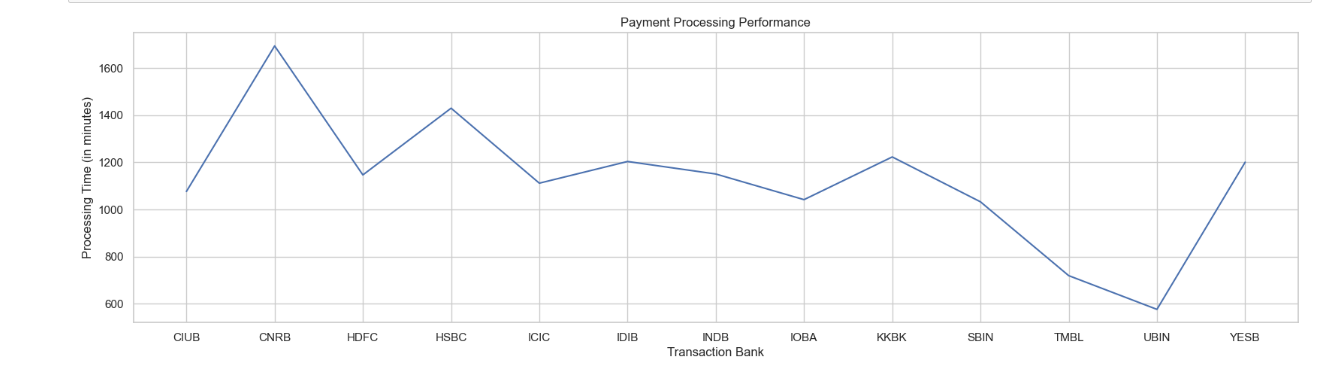 Payment Processing Performance
Processing Time (in minutes)
1600
1400
1200
1000
800
600
CIUB CNRB HDFC HSBC ICIC IDIB INDB IOBA KKBK SBIN TMBL UBIN YESB
Transaction Bank